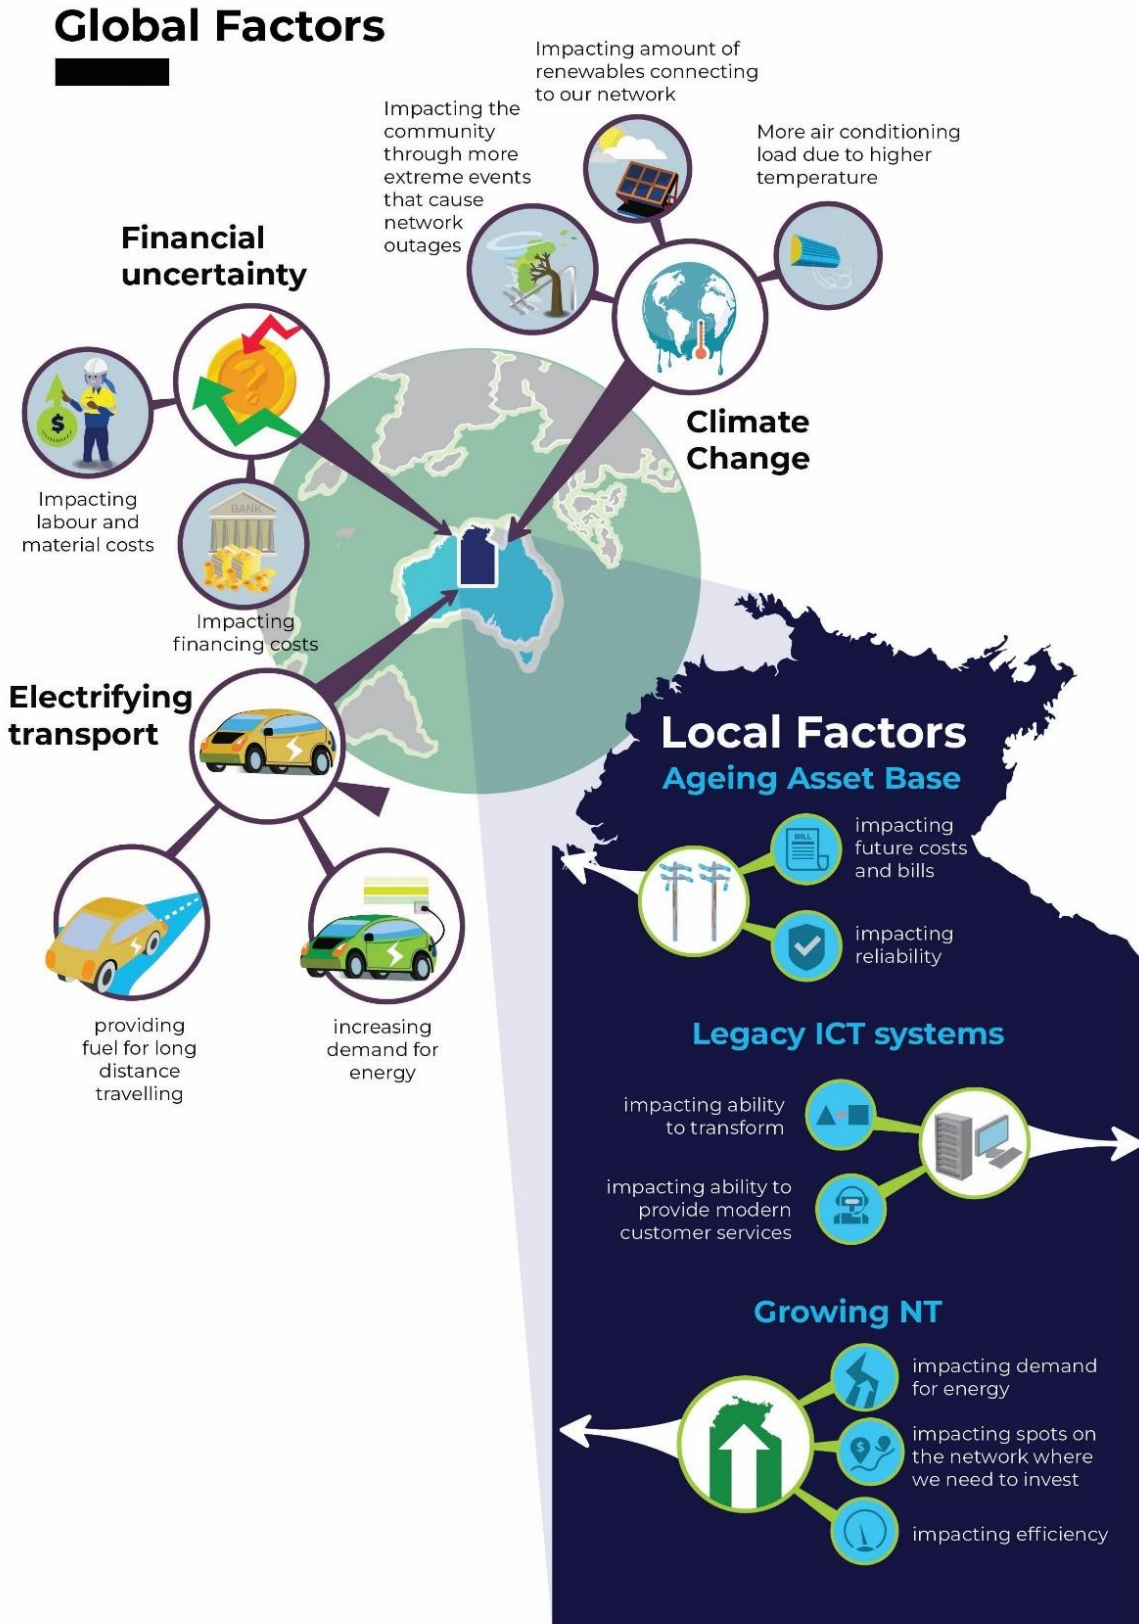 Global Factors
Impacting amount of
renewables connecting
to our network
Impacting the
community
through more
extreme events
that cause
network
outages
More air conditioning
load due to higher
temperature
Climate
Change
Financial
uncertainty
?
$
Impacting
labour and
material costs
BANK
Impacting
financing costs
Electrifying
transport
providing
fuel for long
distance
travelling
increasing
demand for
energy
Local Factors
Ageing Asset Base
BILL
impacting
future costs
and bills
impacting
reliability
Legacy ICT systems
impacting ability
to transform
impacting ability to
provide modern
customer services
Growing NT
impacting demand
for energy
$
impacting spots on
the network where
we need to invest
impacting efficiency